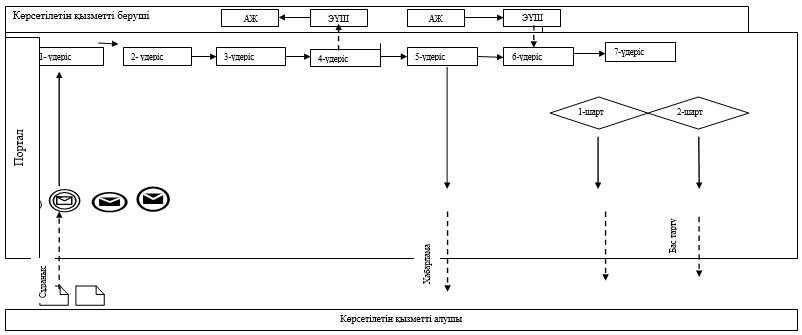 Көрсетілетін қызметті беруші
АЖ
ЭҮШ
АЖ
ЭҮШ
1- үдеріс
2- үдеріс
3-үдеріс
4-үдеріс
5-үдеріс
6-үдеріс
7-үдеріс
Портал
1-шарт
2-шарт
Сұраныс
Хабарлама
Бас тарту
Көрсетілетін қызметті алушы